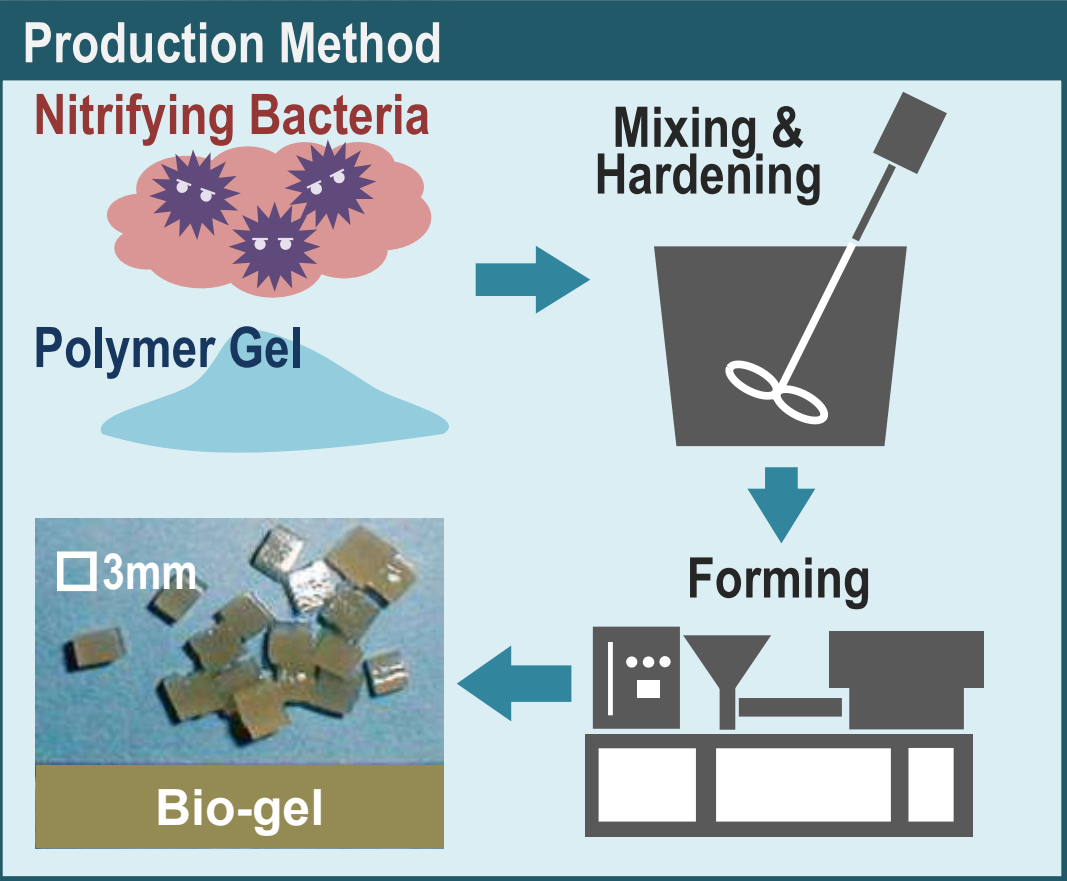 Production Method
Nitrifying Bacteria
Mixing &
Hardening
Polymer Gel
Forming
□3mm
Bio-gel